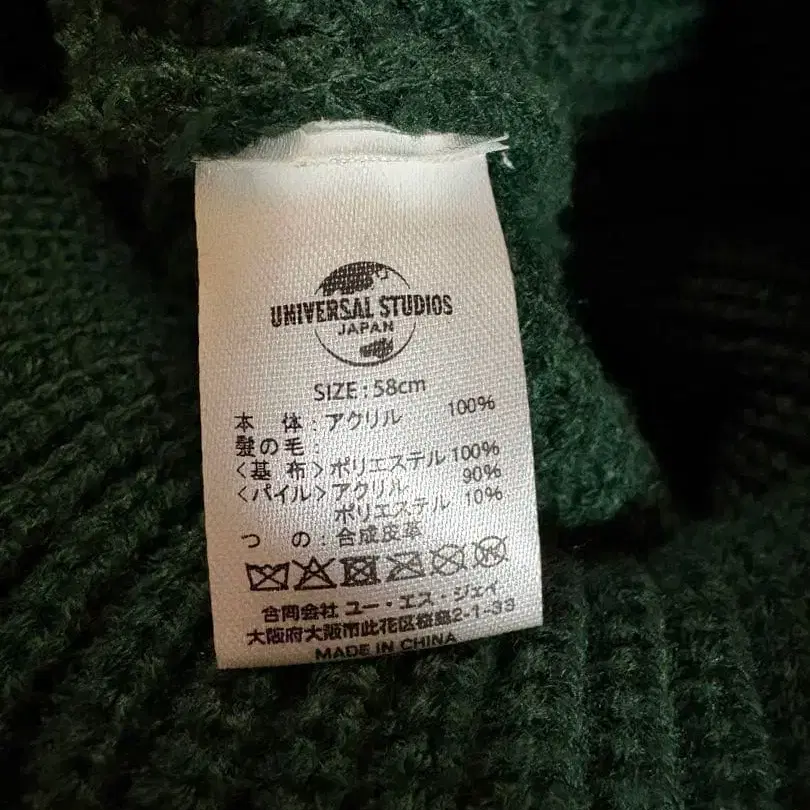 UNIVERSAL STUDIOS
JAPAN
SIZE : 58cm
本 体 : アクリル 100%
髪の毛 :
<基 布>ポリエステル 100%
<パイル>アクリル 90%
ポリエステル 10%
つ の : 合成皮革
合同会社 ユー・エス・ジェイ
大阪府大阪市此花区桜島2-1-33
MADE IN CHINA